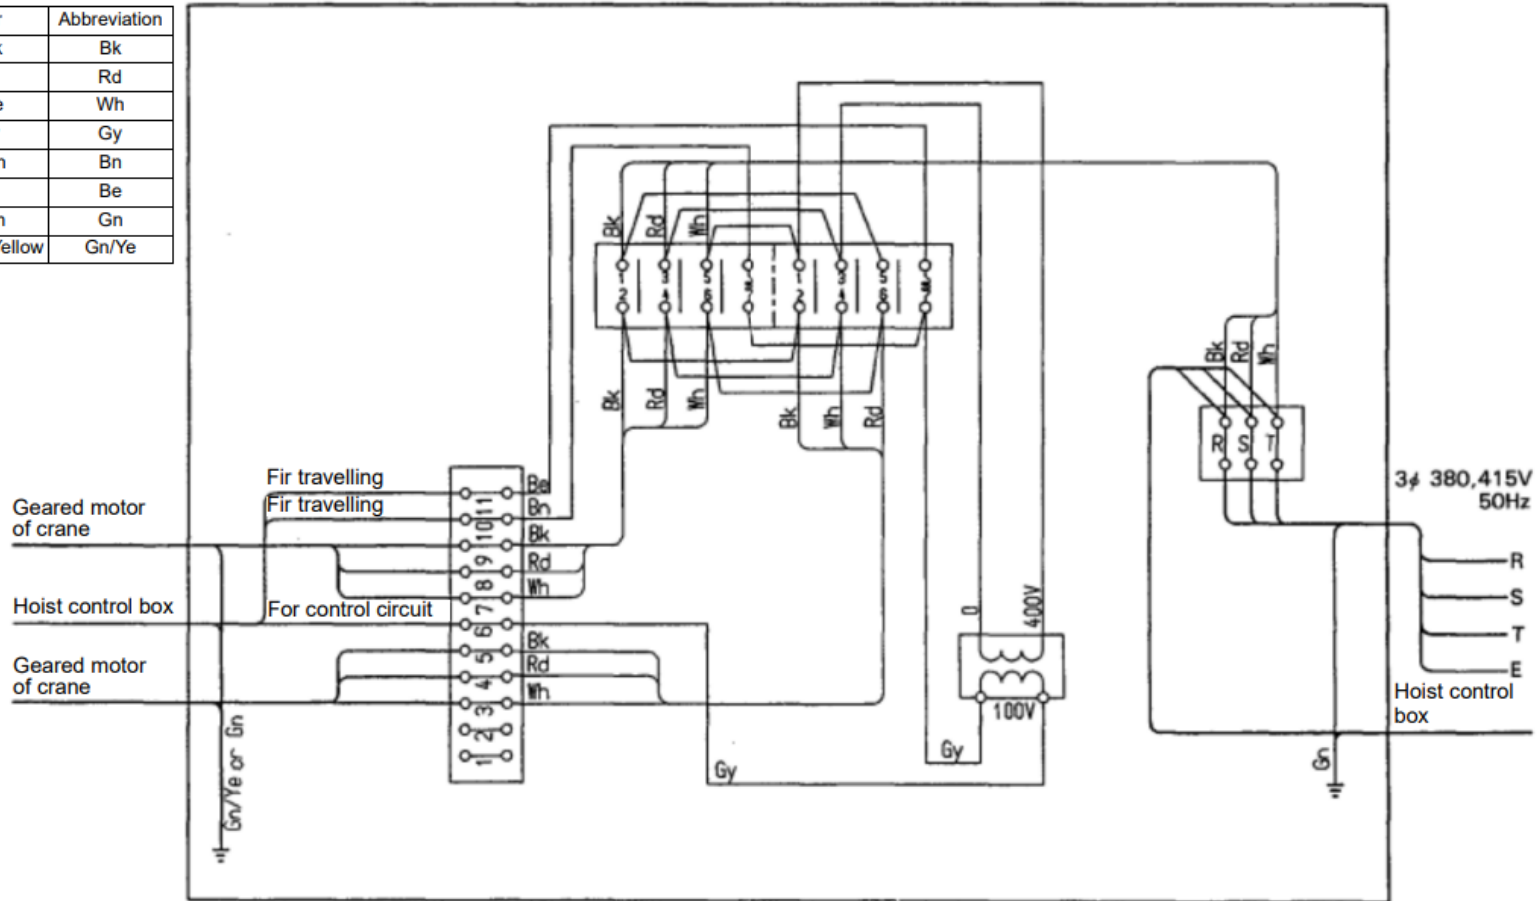 Abbreviation
Bk
Rd
Wh
Gy
Bn
Be
Gn
Yellow Gn/Ye
Bk Rd Wh
Bk Rd Wh
Bk Wh Rd
Bk Rd Wh
R S T
3ϕ 380,415V
50Hz
R
S
T
E
Hoist control
box
Gn
Fir travelling
Fir travelling
Geared motor
of crane
Hoist control box
For control circuit
Geared motor
of crane
Gn/Ye or Gn
11
10
9
8
7
6
5
4
3
2
1
Be
Bn
Bk
Rd
Wh
Bk
Rd
Wh
0
400V
100V
Gy
Gy